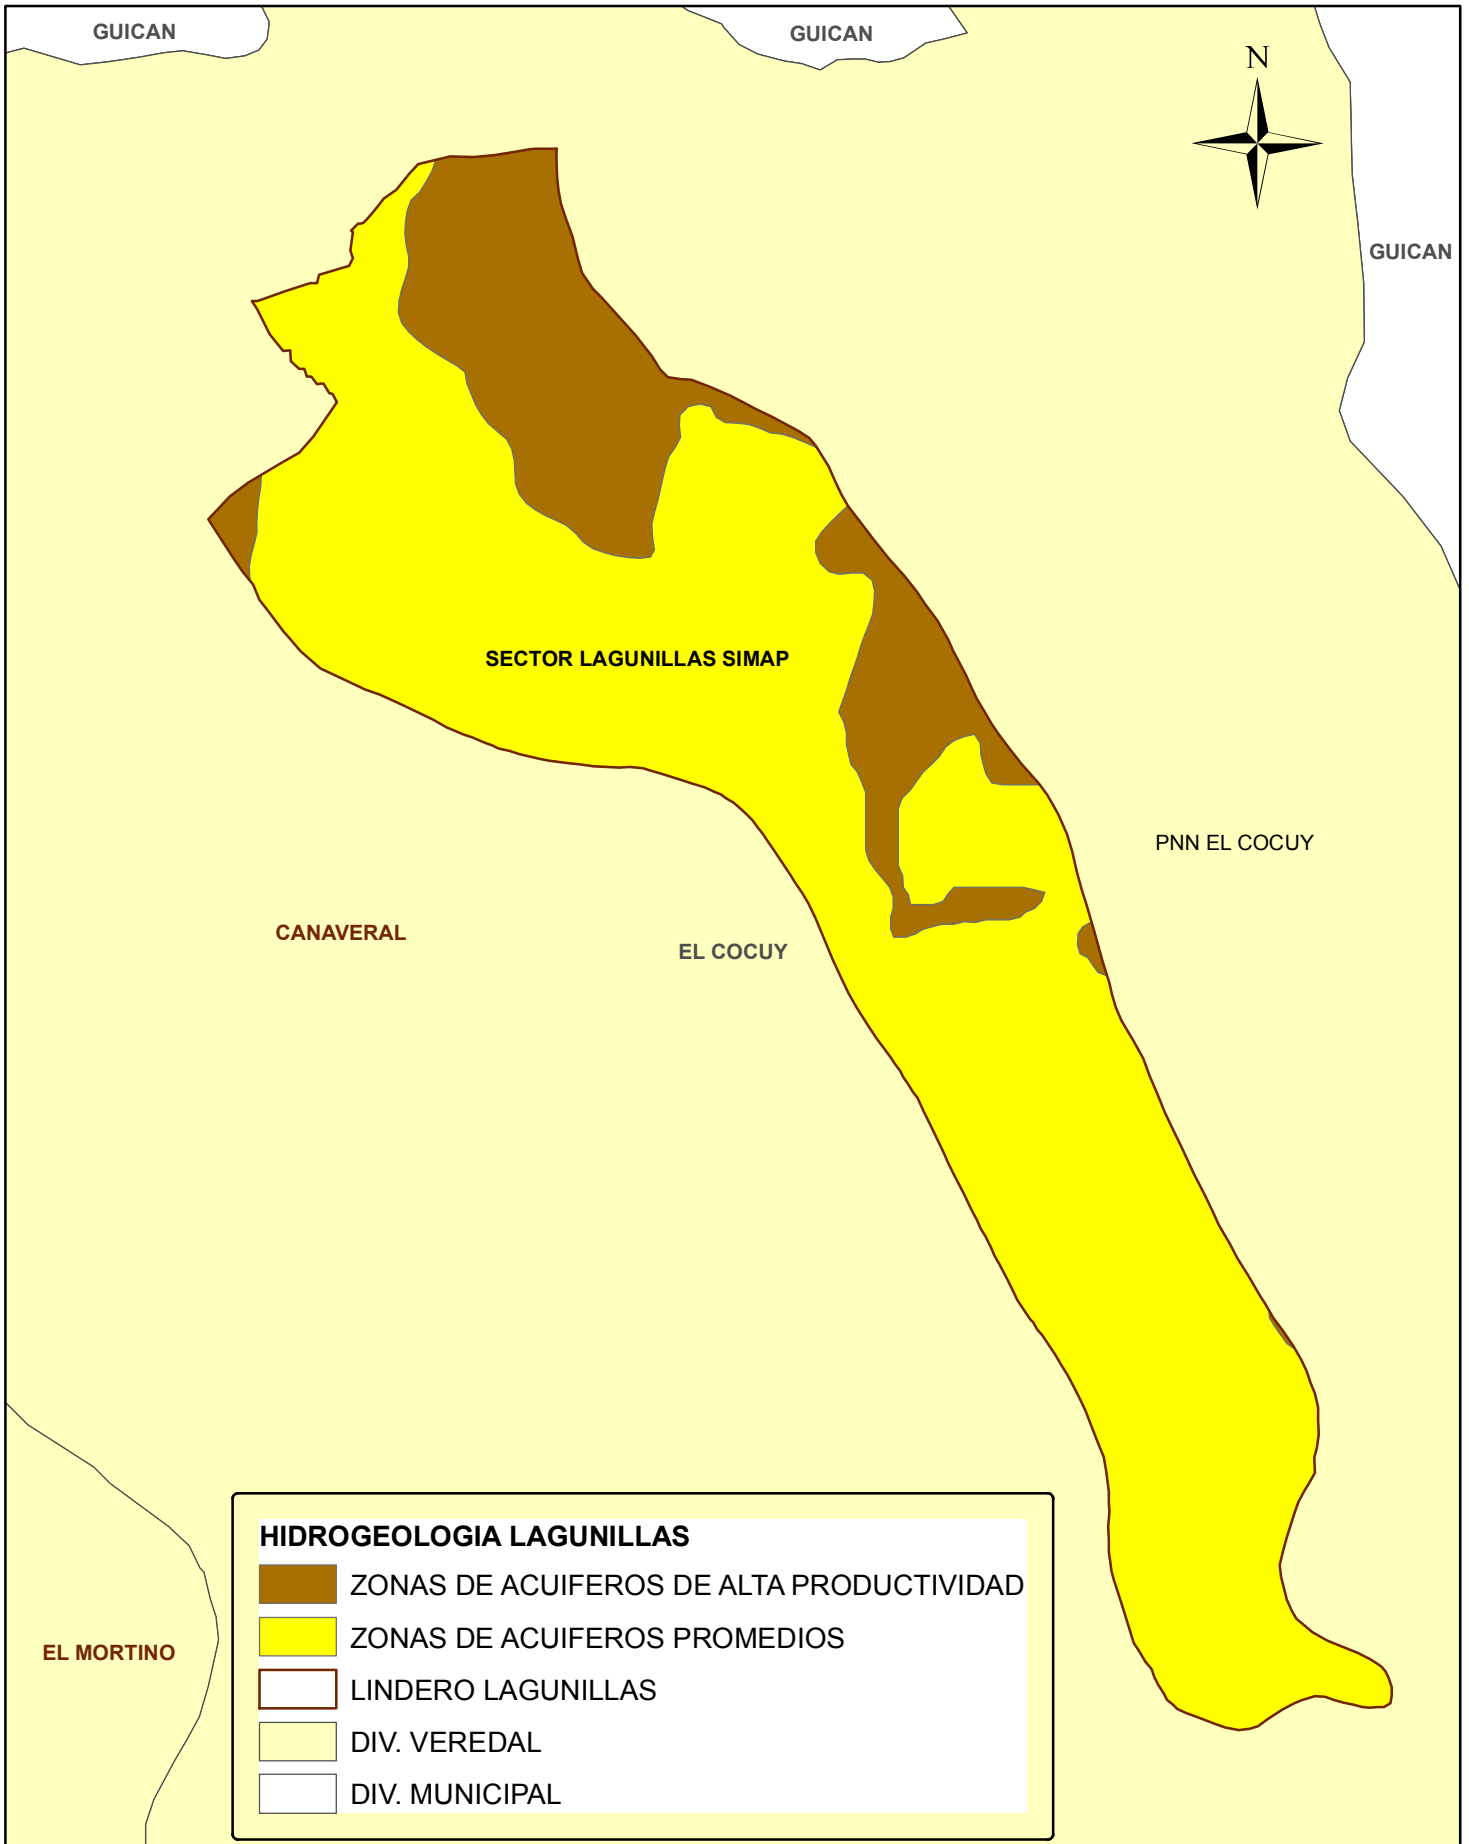 GUICAN
GUICAN
N
GUICAN
SECTOR LAGUNILLAS SIMAP
PNN EL COCUY
CANAVERAL
EL COCUY
EL MORTINO
HIDROGEOLOGIA LAGUNILLAS
ZONAS DE ACUIFEROS DE ALTA PRODUCTIVIDAD
ZONAS DE ACUIFEROS PROMEDIOS
LINDERO LAGUNILLAS
DIV. VEREDAL
DIV. MUNICIPAL